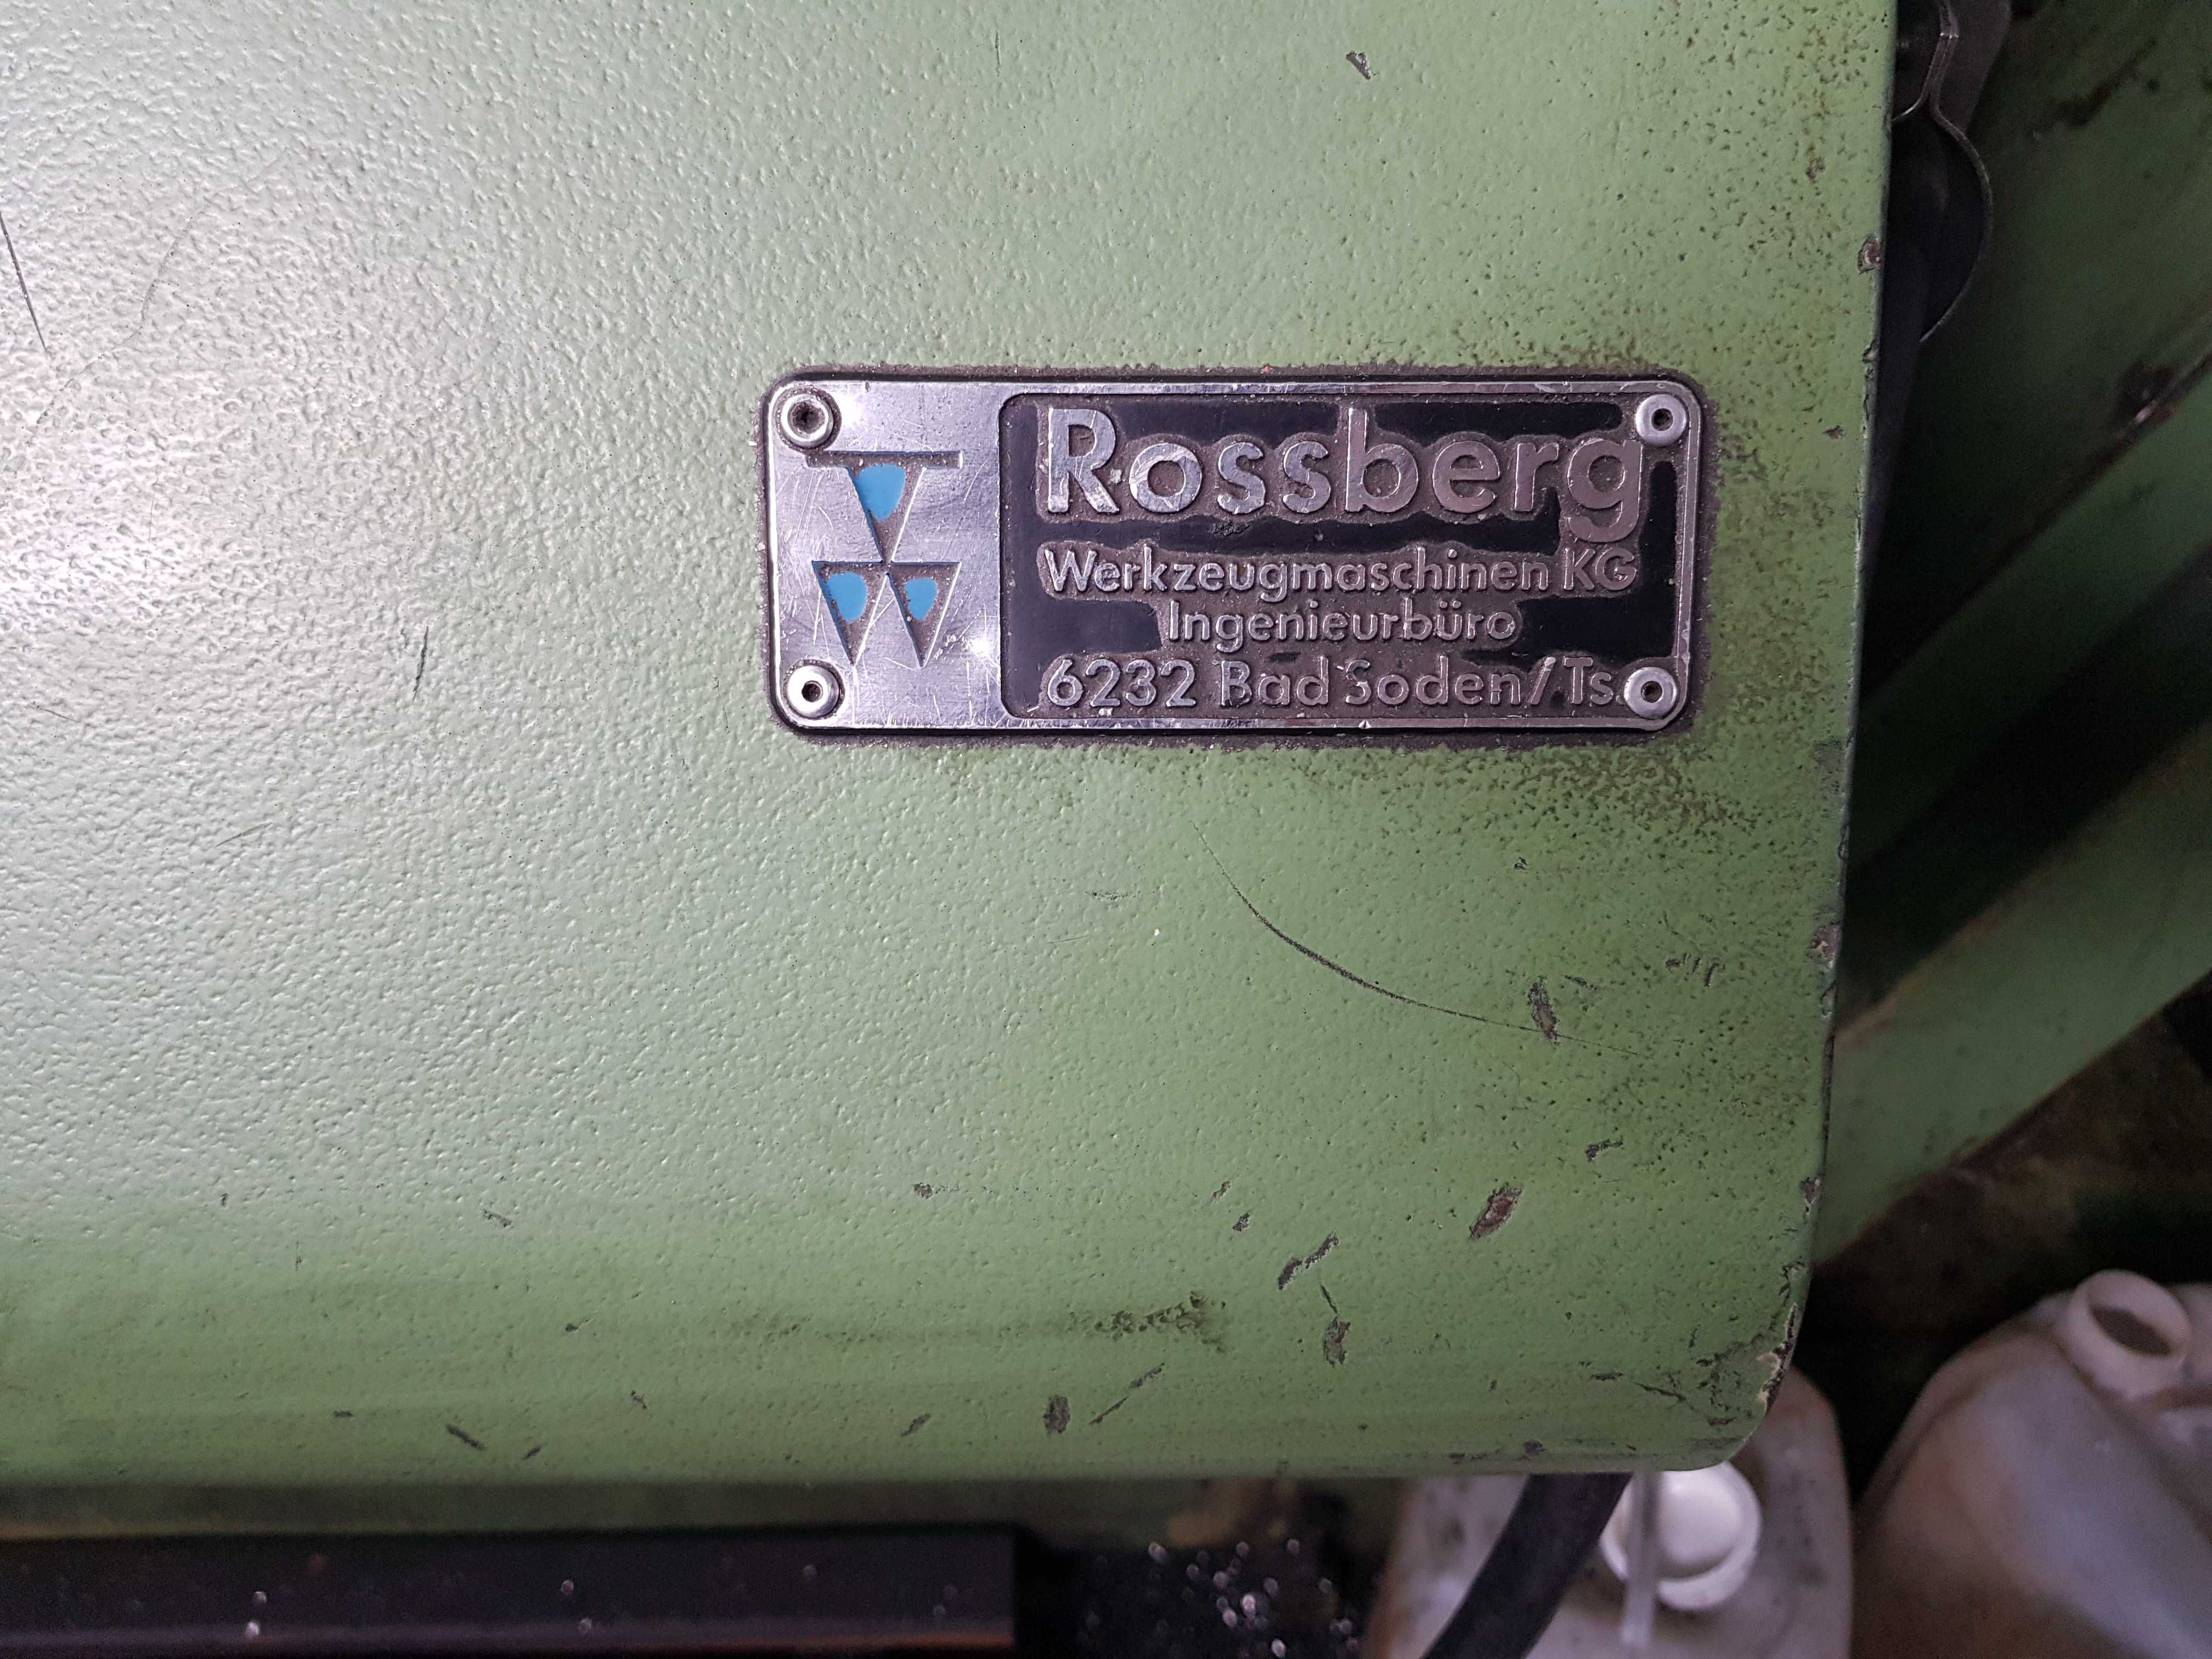 Rossberg
Werkzeugmaschinen KG
Ingenieurbüro
6232 Bad Soden/Ts.